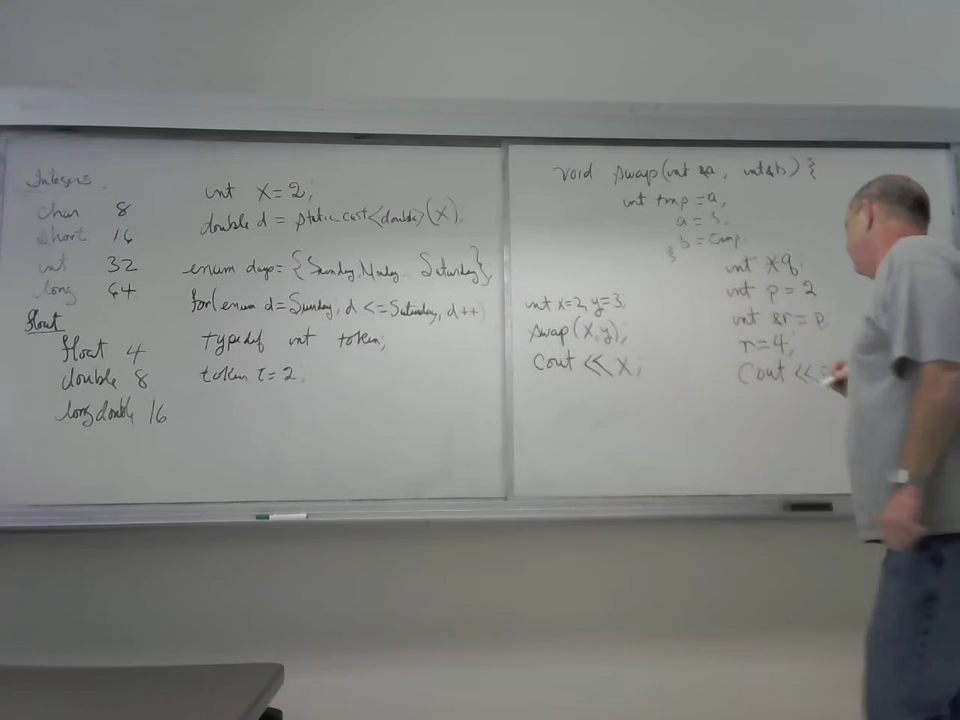 Integers
char 8
short 16
int 32
long 64
float
float 4
double 8
long double 16
int x=2;
double d = static_cast<double>(x);
enum days={Sunday, Monday .. Saturday};
for(enum d=Sunday; d <=Saturday, d++)
typedef int token;
token t=2;
void swap(int &a, int&b) {
int tmp = a,
a = b;
b = tmp.
}
int x=2, y=3;
swap(x,y);
cout << x;
int *q;
int p = 2
int &r=p.
r=4;
cout <<